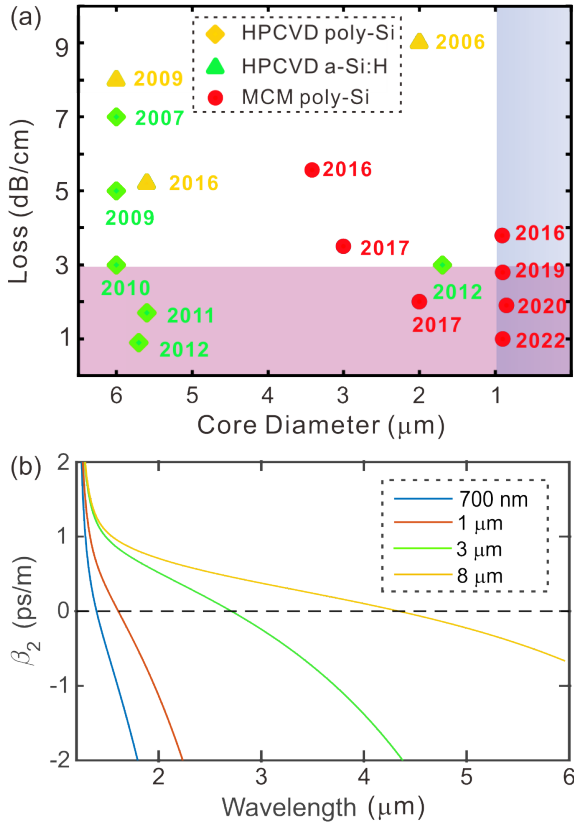 (a)
HPCVD poly-Si
HPCVD a-Si:H
MCM poly-Si
2006
2009
2007
2016
2009
2016
2017
2016
2010
2012
2019
2011
2017
2020
2012
2022
9
7
5
3
1
Loss (dB/cm)
6
5
4
3
2
1
0
Core Diameter (μm)
(b)
700 nm
1 μm
3 μm
8 μm
2
1
0
-1
-2
β2 (ps/m)
2
3
4
5
6
Wavelength (μm)